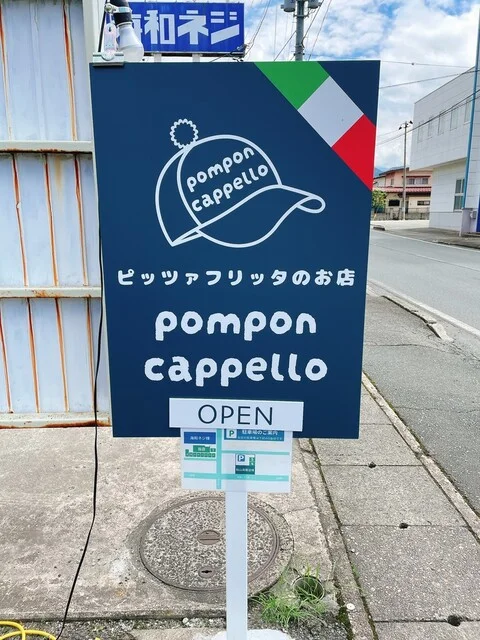 和ネジ
pompon
cappello
ピッツァフリッタのお店
pompon
cappello
OPEN
P 駐車場のご案内
P